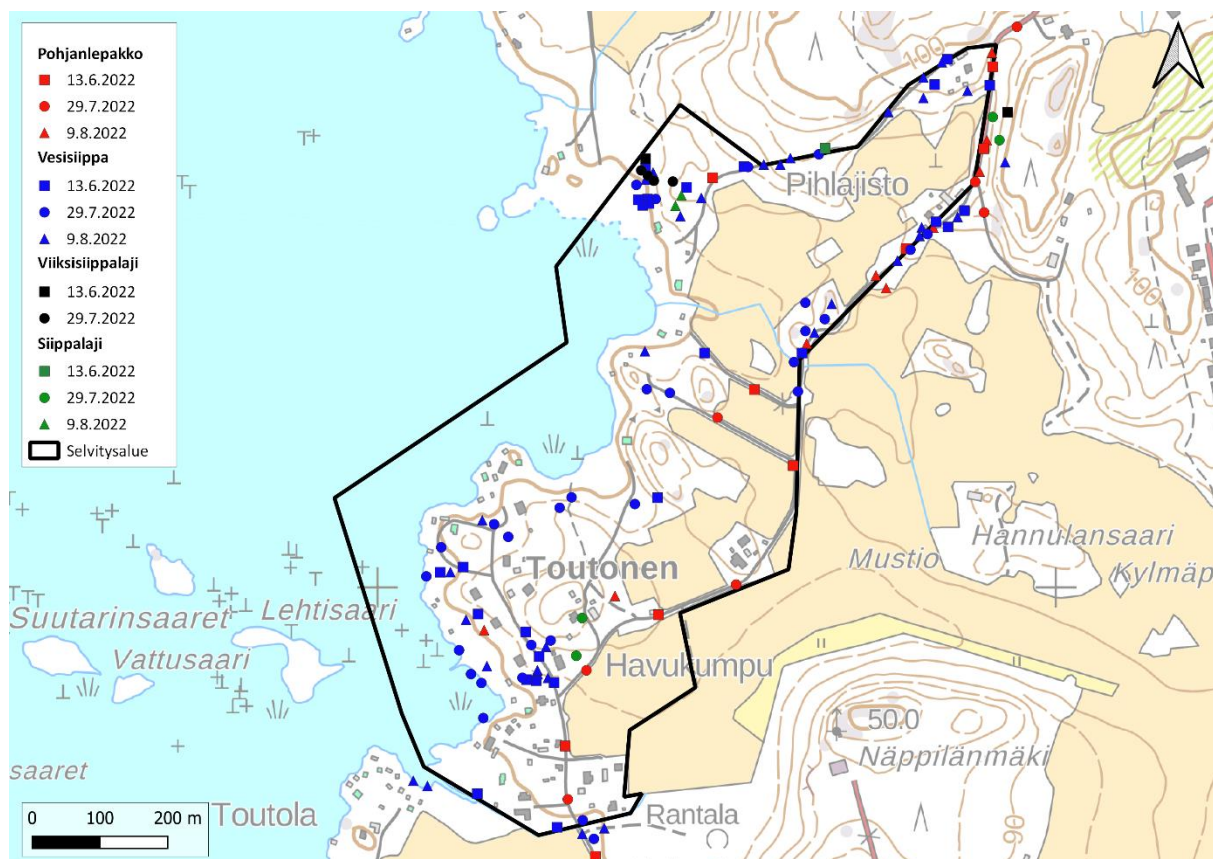 Pohjanlepakko
13.6.2022
29.7.2022
9.8.2022
Vesisiippa
13.6.2022
29.7.2022
9.8.2022
Viiksisiippalaji
13.6.2022
29.7.2022
Siippalaji
13.6.2022
29.7.2022
9.8.2022
Selvitysalue
100
Pihlajisto
100
Hannulansaari
Mustio
Kylmäp
Toutonen
Suutarinsaaret
Lehtisaari
Vattusaari
Havukumpu
50.0
Näppilänmäki
saaret
Toutola
Rantala
90
0 100 200 m